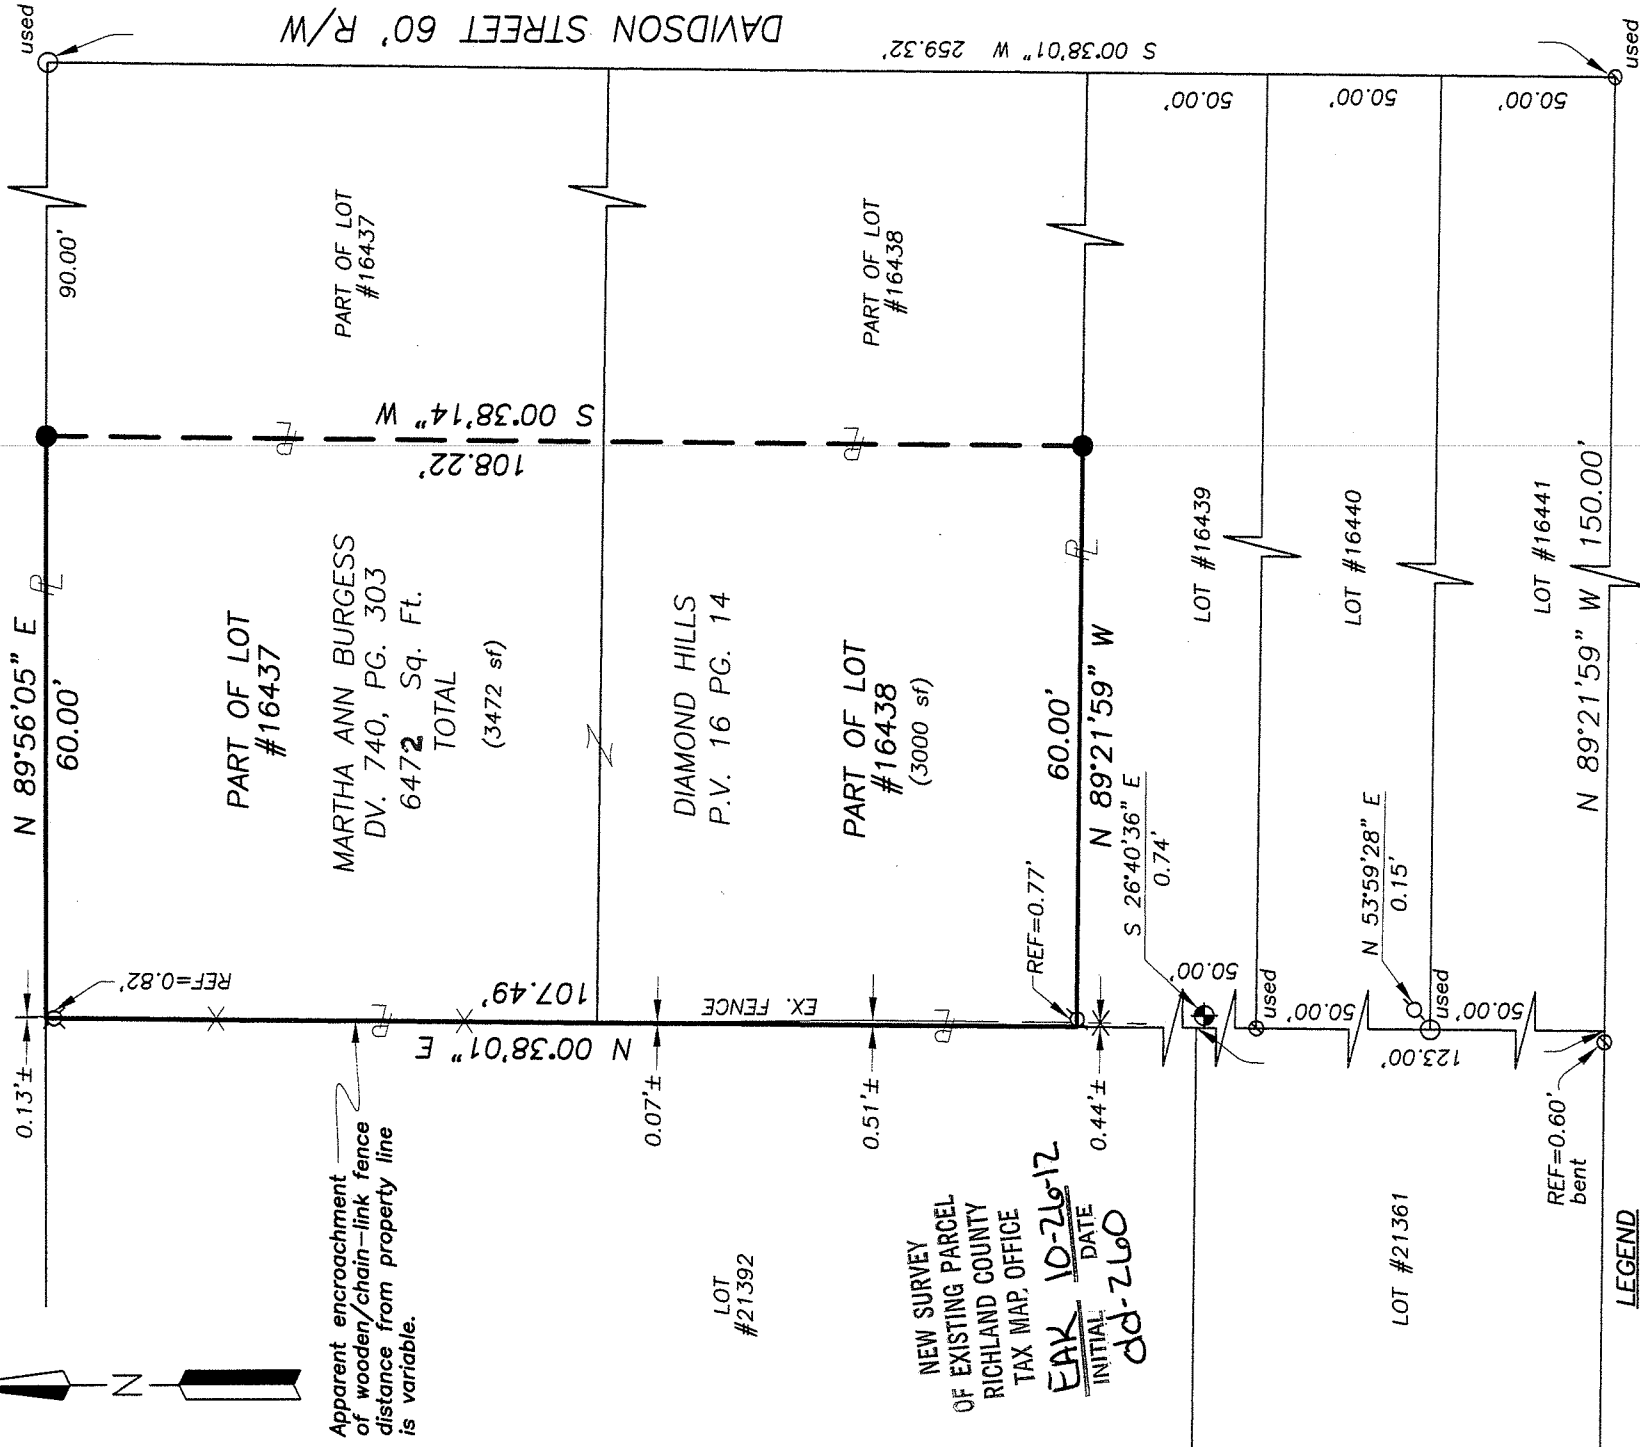 used
DAVIDSON STREET 60' R/W
S 00°38'01" W 259.32'
used
90.00'
50.00'
50.00'
50.00'
PART OF LOT
#16437
PART OF LOT
#16438
S 00°38'14" W
108.22'
N 89°56'05" E
60.00'
PART OF LOT
#16437
MARTHA ANN BURGESS
DV. 740, PG. 303
6472 Sq. Ft.
TOTAL
(3472 sf)
DIAMOND HILLS
P.V. 16 PG. 14
PART OF LOT
#16438
(3000 sf)
60.00'
N 89°21'59" W
LOT #16439
LOT #16440
LOT #16441
N 89°21'59" W 150.00'
S 26°40'36" E
0.74'
N 53°59'28" E
0.15'
REF=0.82'
REF=0.77'
107.49'
N 00°38'01" E
EX. FENCE
50.00'
used
50.00'
used
50.00'
123.00'
0.13'±
0.07'±
0.51'±
0.44'±
REF=0.60'
bent
Apparent encroachment
of wooden/chain-link fence
distance from property line
is variable.
N
LOT
#21392
NEW SURVEY
OF EXISTING PARCEL
RICHLAND COUNTY
TAX MAP OFFICE
EAK 10-26-12
INITIAL DATE
dd-260
LOT #21361
LEGEND